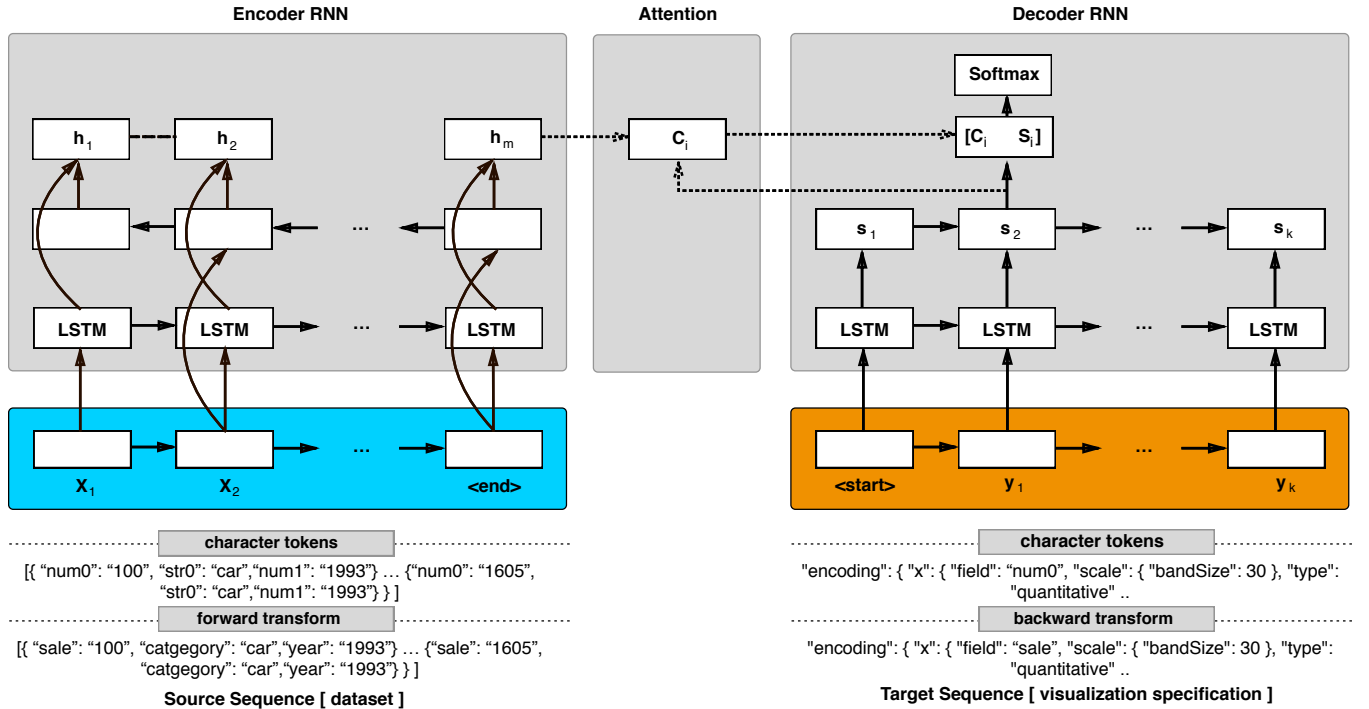 Encoder RNN Attention Decoder RNN
Softmax
h1 h2 hm Ci [Ci Si]
... s1 s2 ... sk
LSTM LSTM ... LSTM LSTM LSTM ... LSTM
... ...
X1 X2 <end> <start> y1 yk
character tokens
[{ “num0”: “100”, “str0”: “car”,“num1”: “1993”} … {“num0”: “1605”,
“str0”: “car”,“num1”: “1993”} } ]
forward transform
[{ “sale”: “100”, “catgegory”: “car”,“year”: “1993”} … {“sale”: “1605”,
“catgegory”: “car”,“year”: “1993”} } ]
Source Sequence [ dataset ]
character tokens
"encoding": { "x": { "field": “num0”, "scale": { "bandSize": 30 }, "type":
"quantitative" ..
backward transform
"encoding": { "x": { "field": “sale”, "scale": { "bandSize": 30 }, "type":
"quantitative" ..
Target Sequence [ visualization specification ]